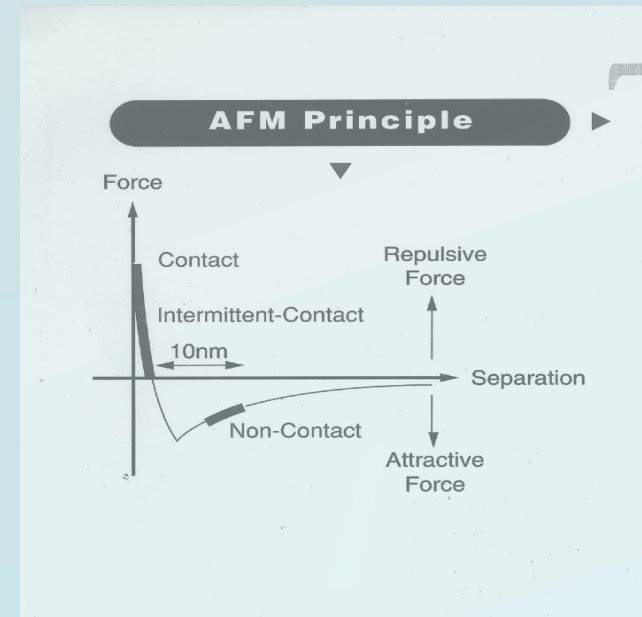 AFM Principle
Force
Contact
Repulsive
Force
Intermittent-Contact
10nm
Separation
Non-Contact
Attractive
Force